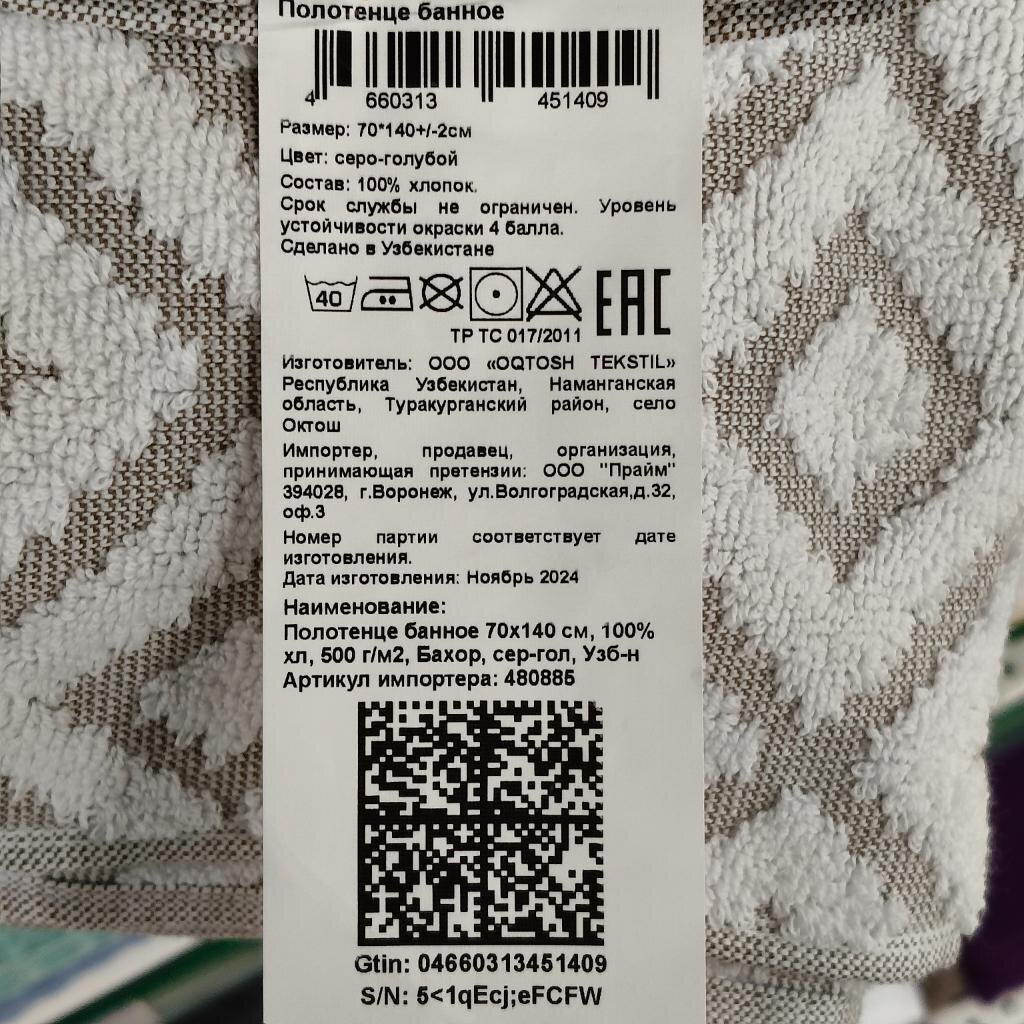 Полотенце банное
4 660313 451409
Размер: 70*140+/-2см
Цвет: серо-голубой
Состав: 100% хлопок.
Срок службы не ограничен. Уровень
устойчивости окраски 4 балла.
Сделано в Узбекистане
40
EAC
ТР ТС 017/2011
Изготовитель: ООО «OQTOSH TEKSTIL»
Республика Узбекистан, Наманганская
область, Туракурганский район, село
Октош
Импортер, продавец, организация,
принимающая претензии: ООО "Прайм"
394028, г.Воронеж, ул.Волгоградская,д.32,
оф.3
Номер партии соответствует дате
изготовления.
Дата изготовления: Ноябрь 2024
Наименование:
Полотенце банное 70х140 см, 100%
хл, 500 г/м2, Бахор, сер-гол, Узб-н
Артикул импортера: 480885
Gtin: 04660313451409
S/N: 5<1qEcj;eFCFW